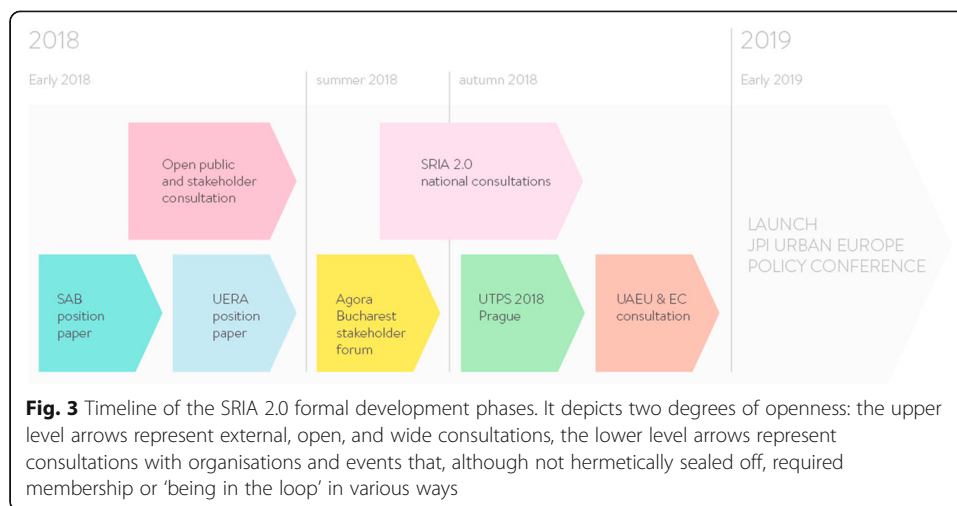 2018
2019
Early 2018
summer 2018
autumn 2018
Early 2019
Open public
and stakeholder
consultation
SRIA 2.0
national consultations
LAUNCH
JPI URBAN EUROPE
POLICY CONFERENCE
SAB
position
paper
UERA
position
paper
Agora
Bucharest
stakeholder
forum
UTPS 2018
Prague
UAEU & EC
consultation
Fig. 3 Timeline of the SRIA 2.0 formal development phases. It depicts two degrees of openness: the upper
level arrows represent external, open, and wide consultations, the lower level arrows represent
consultations with organisations and events that, although not hermetically sealed off, required
membership or ‘being in the loop’ in various ways